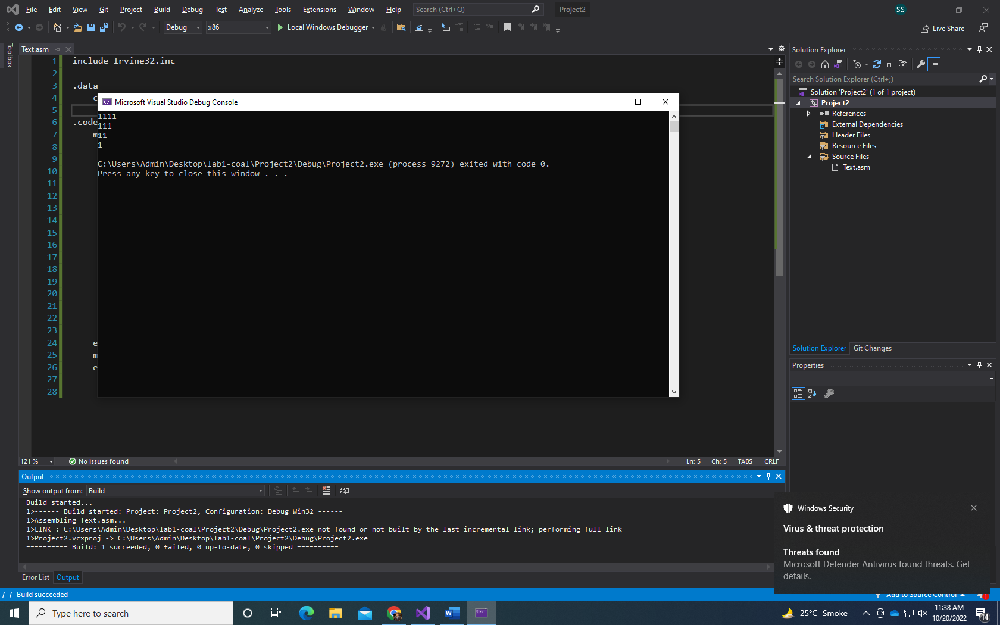 File Edit View Git Project Build Debug Test Analyze Tools Extensions Window Help Search (Ctrl+Q) Project2 SS
Debug x86 Local Windows Debugger Live Share
Toolbox
Text.asm
1 include Irvine32.inc
2
3 .data
4 c
5
6 .code
7 m
8
9
10
11
12
13
14
15
16
17
18
19
20
21
22
23
24 e
25 m
26 e
27
28
Microsoft Visual Studio Debug Console
1111
111
11
1
C:\Users\Admin\Desktop\lab1-coal\Project2\Debug\Project2.exe (process 9272) exited with code 0.
Press any key to close this window . . .
121 % No issues found Ln: 5 Ch: 5 TABS CRLF
Output
Show output from: Build
Build started...
1>------ Build started: Project: Project2, Configuration: Debug Win32 ------
1>Assembling Text.asm...
1>LINK : C:\Users\Admin\Desktop\lab1-coal\Project2\Debug\Project2.exe not found or not built by the last incremental link; performing full link
1>Project2.vcxproj -> C:\Users\Admin\Desktop\lab1-coal\Project2\Debug\Project2.exe
========== Build: 1 succeeded, 0 failed, 0 up-to-date, 0 skipped ==========
Error List Output
Solution Explorer
Search Solution Explorer (Ctrl+;)
Solution 'Project2' (1 of 1 project)
Project2
References
External Dependencies
Header Files
Resource Files
Source Files
Text.asm
Solution Explorer Git Changes
Properties
Windows Security
Virus & threat protection
Threats found
Microsoft Defender Antivirus found threats. Get
details.
Build succeeded Add to Source Control 1
Type here to search 25°C Smoke 11:38 AM
10/20/2022 14